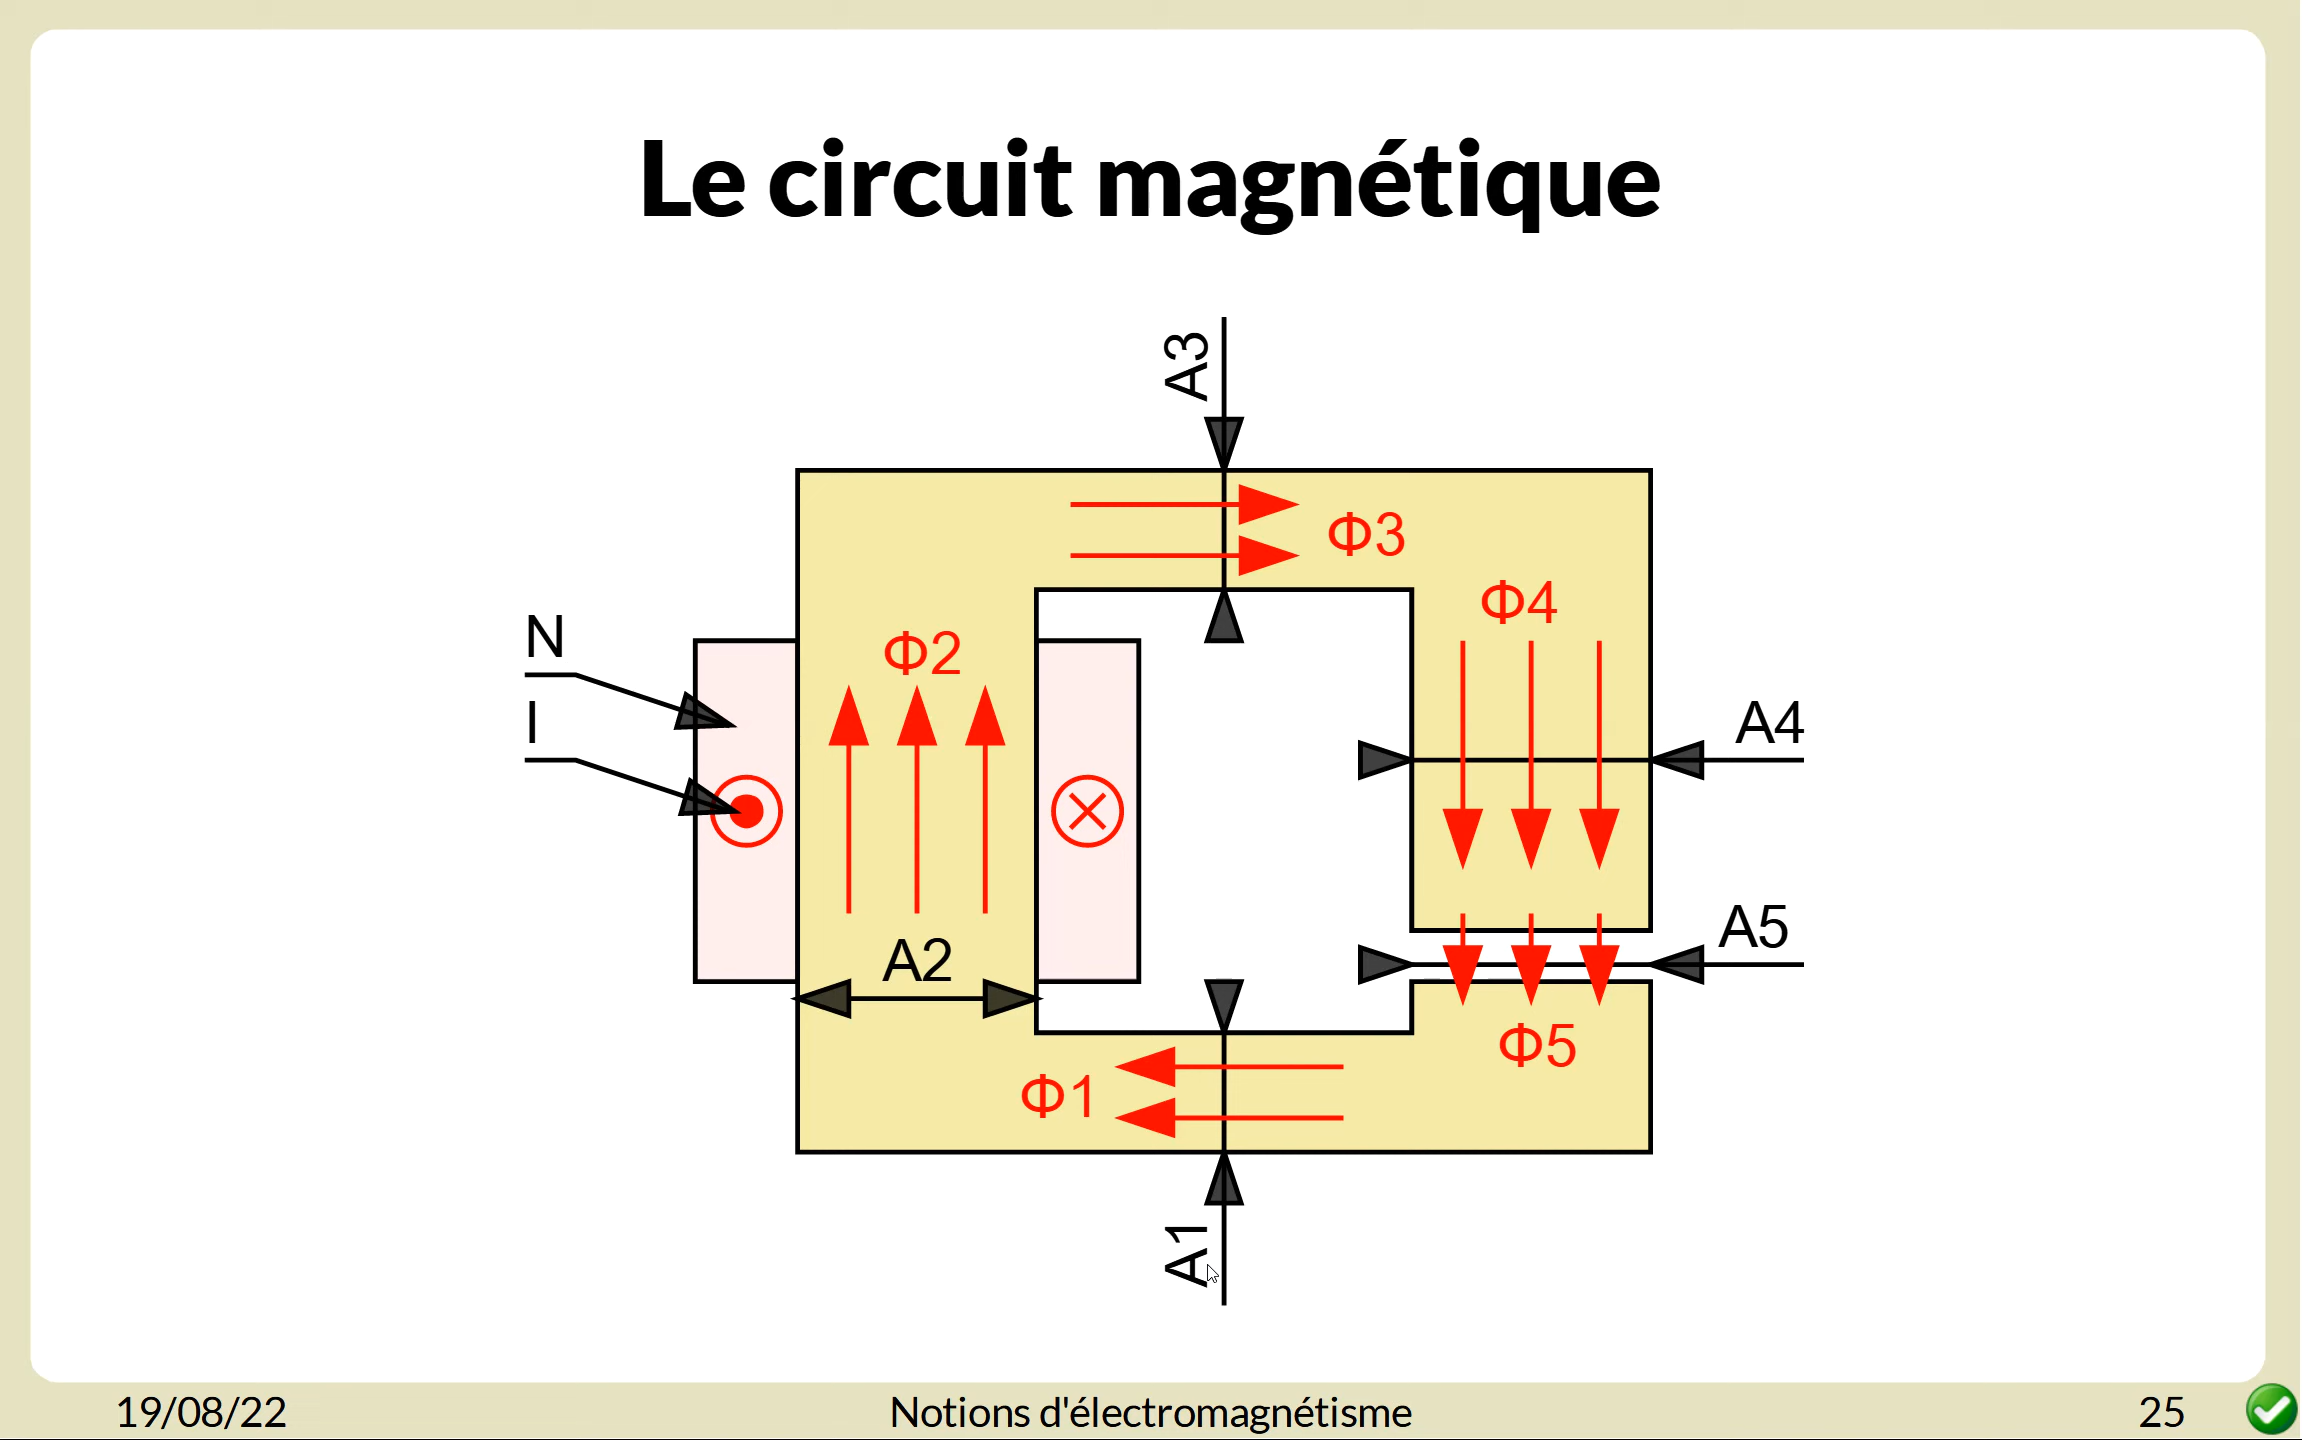 Le circuit magnétique
A3
Φ3
Φ4
N
Φ2
I
A4
A5
A2
Φ5
Φ1
A1
19/08/22
Notions d'électromagnétisme
25